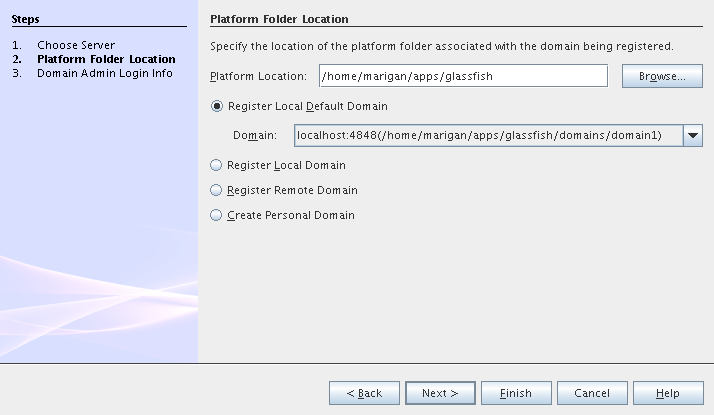 Steps
1. Choose Server
2. Platform Folder Location
3. Domain Admin Login Info
Platform Folder Location
Specify the location of the platform folder associated with the domain being registered.
Platform Location: /home/marigan/apps/glassfish Browse...
Register Local Default Domain
Domain: localhost:4848(/home/marigan/apps/glassfish/domains/domain1)
Register Local Domain
Register Remote Domain
Create Personal Domain
< Back Next > Finish Cancel Help